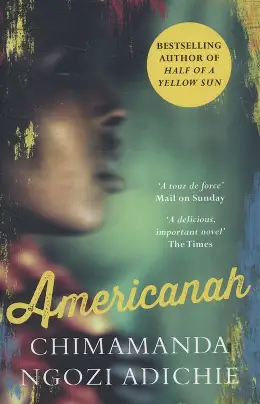 BESTSELLING
AUTHOR OF
HALF OF A
YELLOW SUN
‘A tour de force’
Mail on Sunday
‘A delicious,
important novel’
The Times
Americanah
CHIMAMANDA
NGOZI ADICHIE